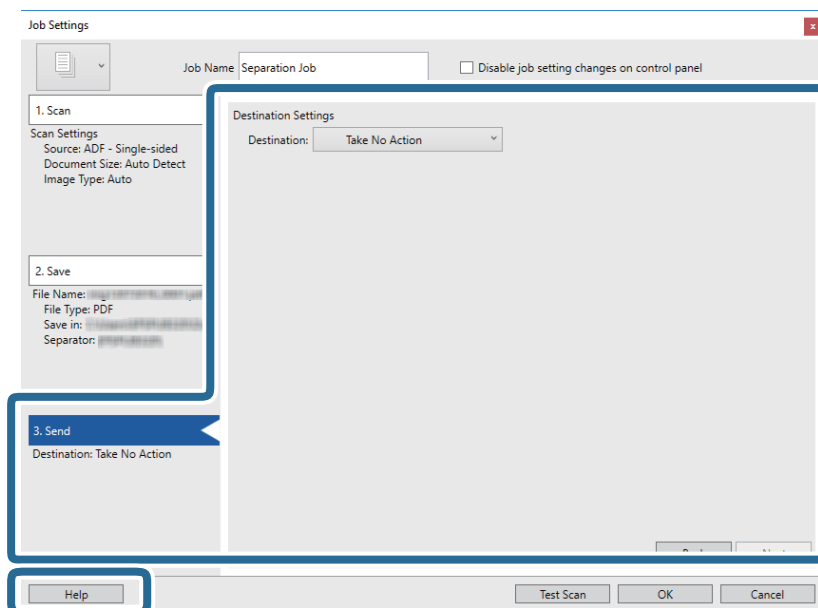 Job Settings
x
Job Name Separation Job
Disable job setting changes on control panel
1. Scan
Scan Settings
Source: ADF - Single-sided
Document Size: Auto Detect
Image Type: Auto
2. Save
File Name:
File Type: PDF
Save in:
Separator:
3. Send
Destination: Take No Action
Destination Settings
Destination: Take No Action
Help
Test Scan
OK
Cancel